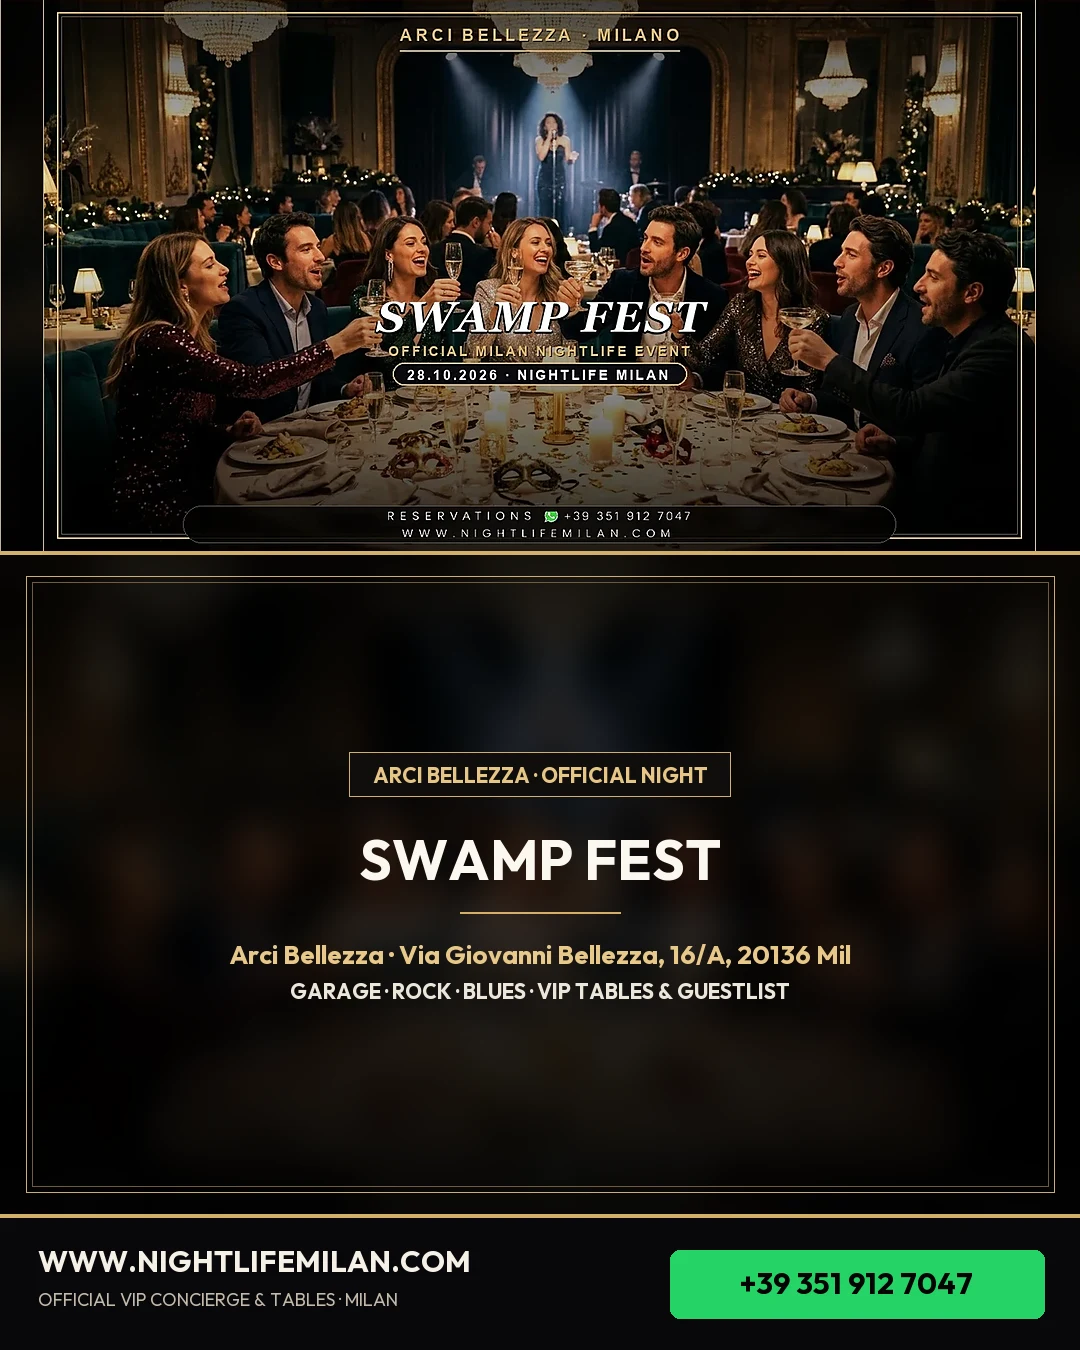 ARCI BELLEZZA · MILANO
SWAMP FEST
OFFICIAL MILAN NIGHTLIFE EVENT
28.10.2026 · NIGHTLIFE MILAN
RESERVATIONS +39 351 912 7047
WWW.NIGHTLIFEMILAN.COM
ARCI BELLEZZA · OFFICIAL NIGHT
SWAMP FEST
Arci Bellezza · Via Giovanni Bellezza, 16/A, 20136 Mil
GARAGE · ROCK · BLUES · VIP TABLES & GUESTLIST
WWW.NIGHTLIFEMILAN.COM
OFFICIAL VIP CONCIERGE & TABLES · MILAN
+39 351 912 7047